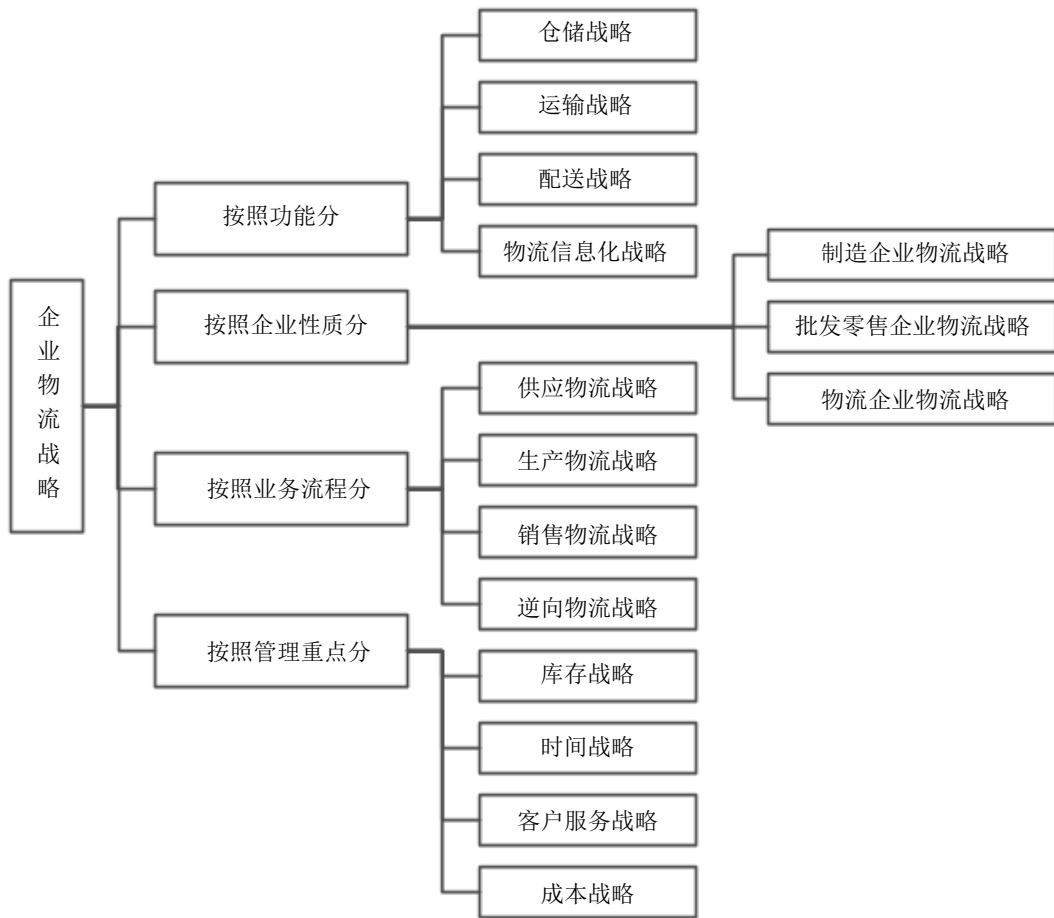 企业物流战略
按照功能分
仓储战略
运输战略
配送战略
物流信息化战略
按照企业性质分
制造企业物流战略
批发零售企业物流战略
物流企业物流战略
按照业务流程分
供应物流战略
生产物流战略
销售物流战略
逆向物流战略
按照管理重点分
库存战略
时间战略
客户服务战略
成本战略